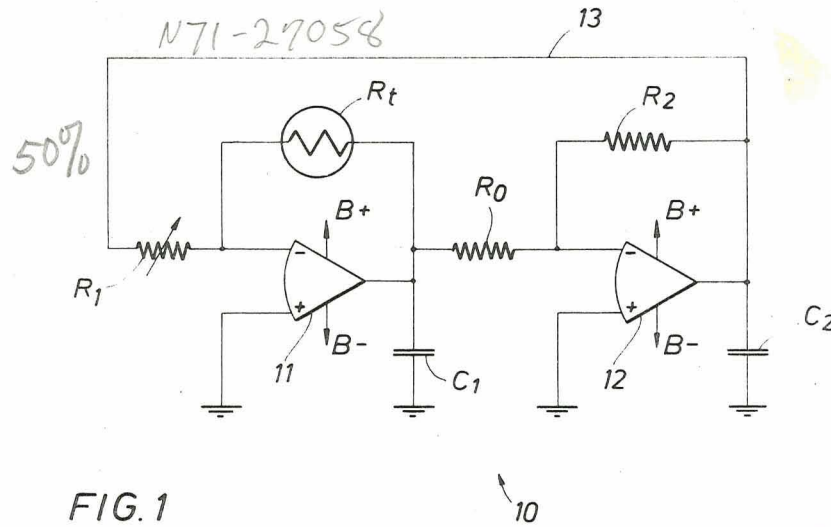 N71-27058
13
Rt
R2
50%
R0
B+
B+
R1
-
+
-
+
11
B-
C1
12
B-
C2
FIG. 1
10